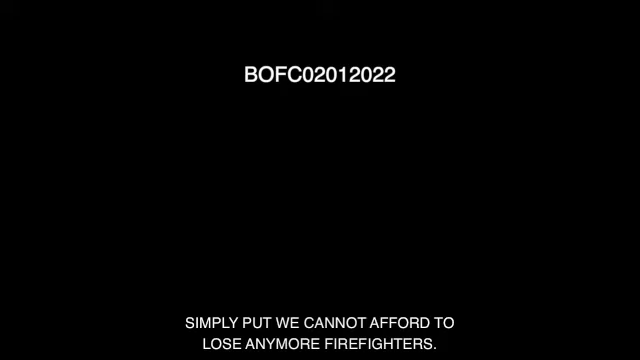 BOFC02012022
SIMPLY PUT WE CANNOT AFFORD TO
LOSE ANYMORE FIREFIGHTERS.